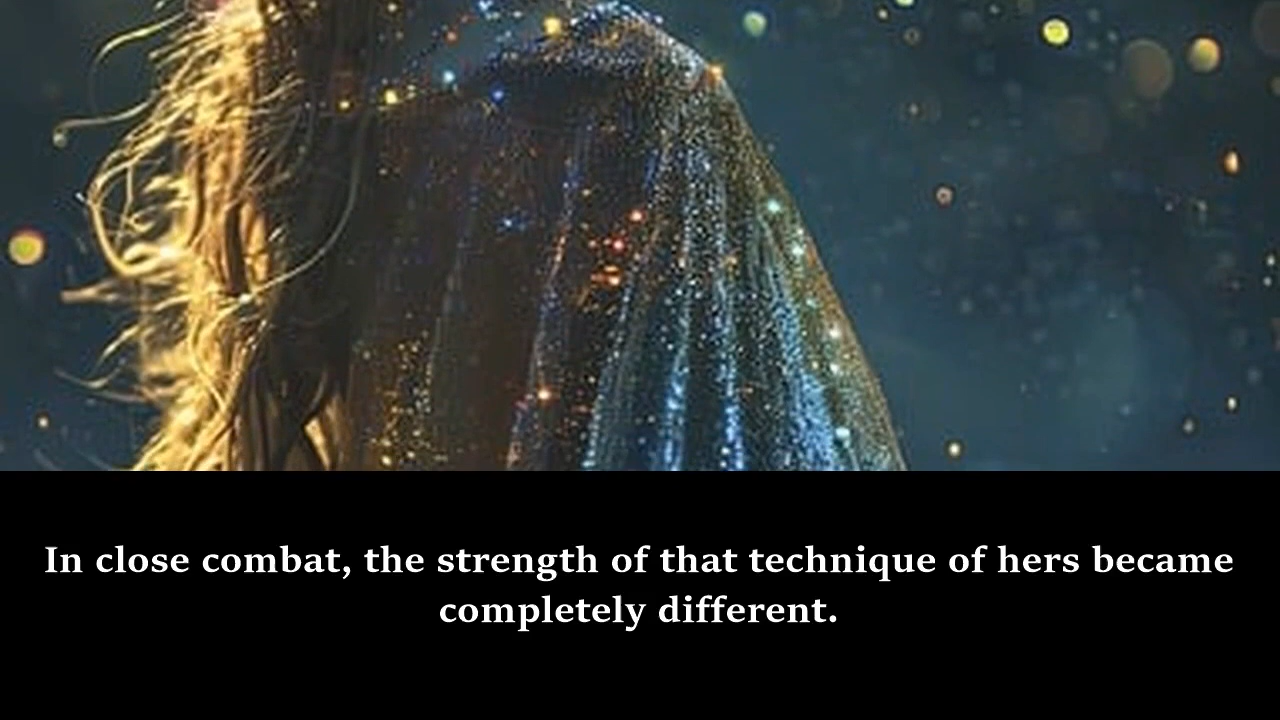 In close combat, the strength of that technique of hers became
completely different.